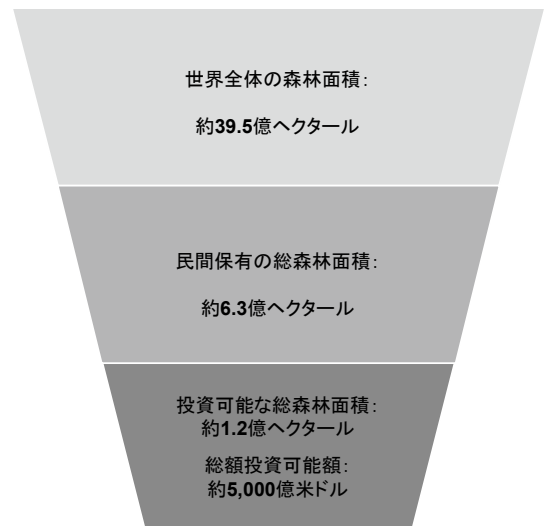 世界全体の森林面積：
約39.5億ヘクタール
民間保有の総森林面積：
約6.3億ヘクタール
投資可能な総森林面積：
約1.2億ヘクタール
総額投資可能額：
約5,000億米ドル